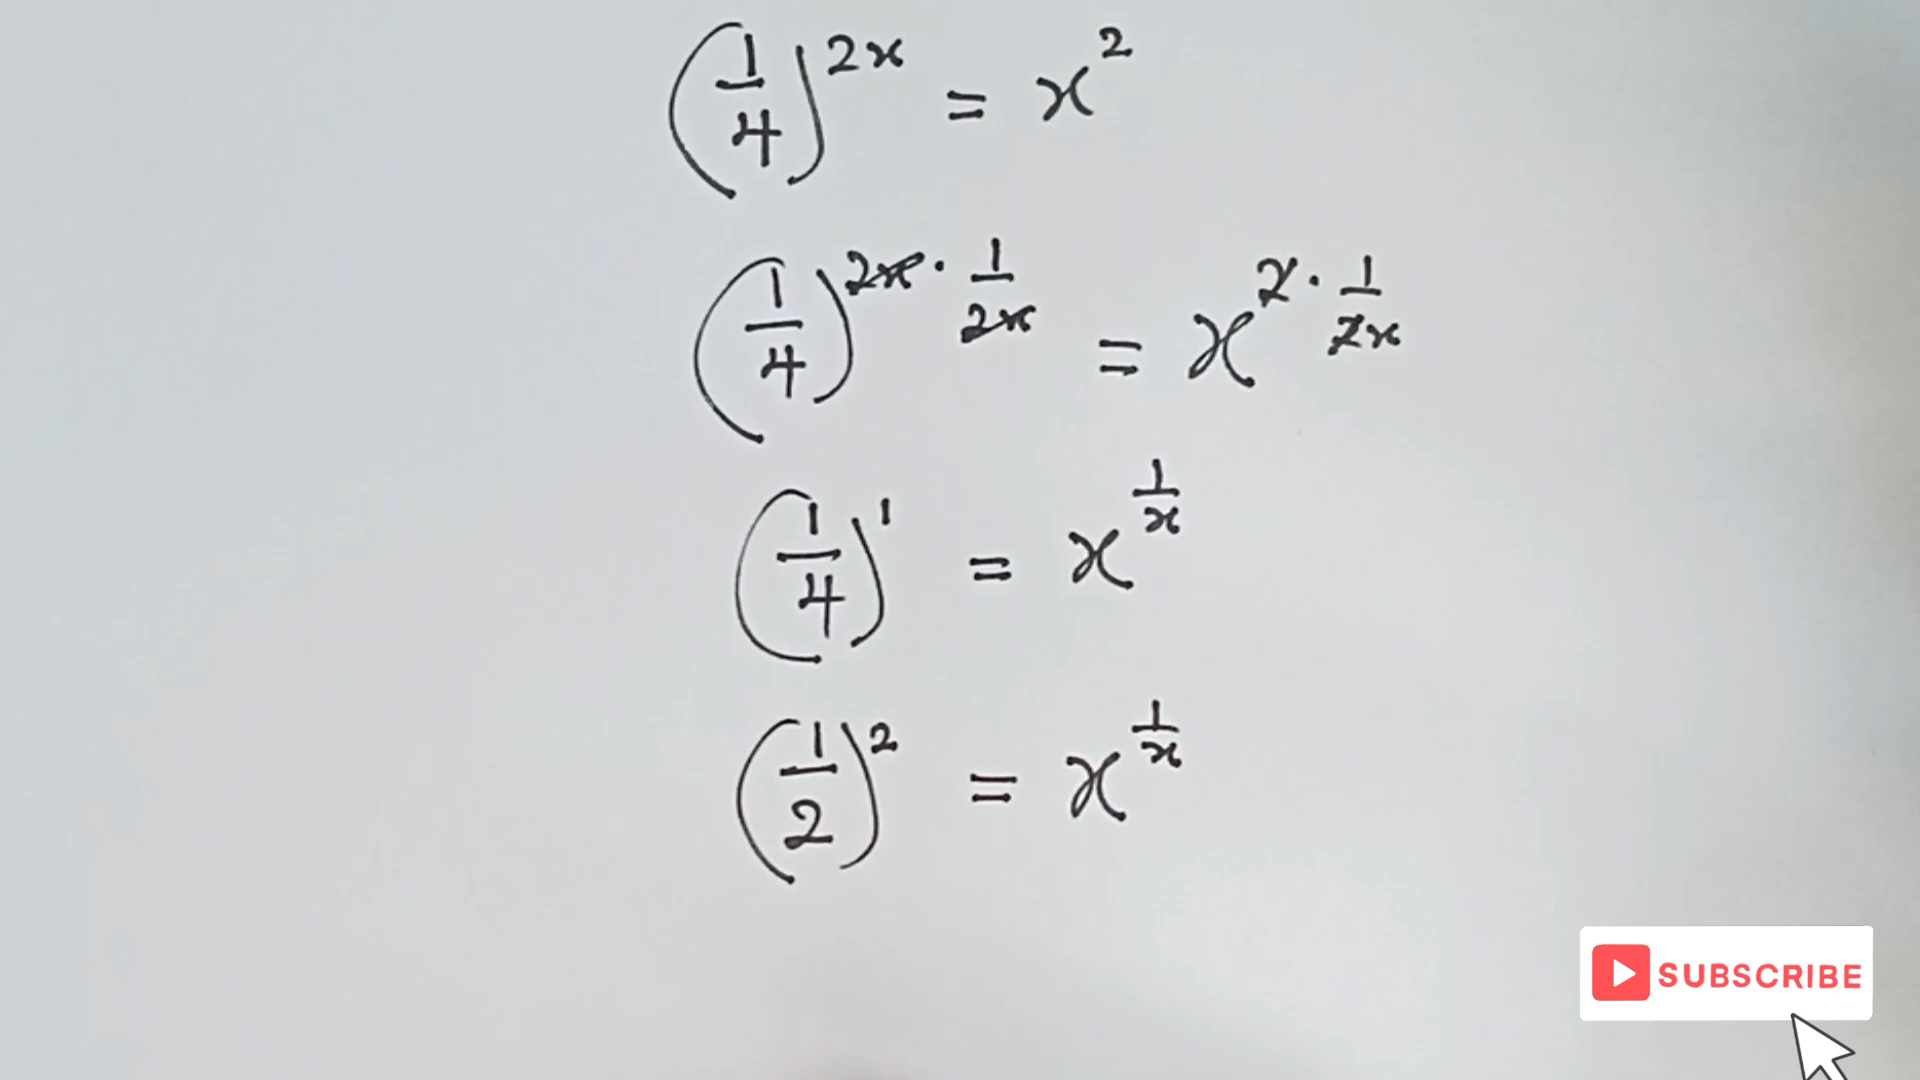 (1/4)^2x = x^2
(1/4)^2x · 1/2x = x^2 · 1/2x
(1/4)^1 = x^1/x
(1/2)^2 = x^1/x
SUBSCRIBE